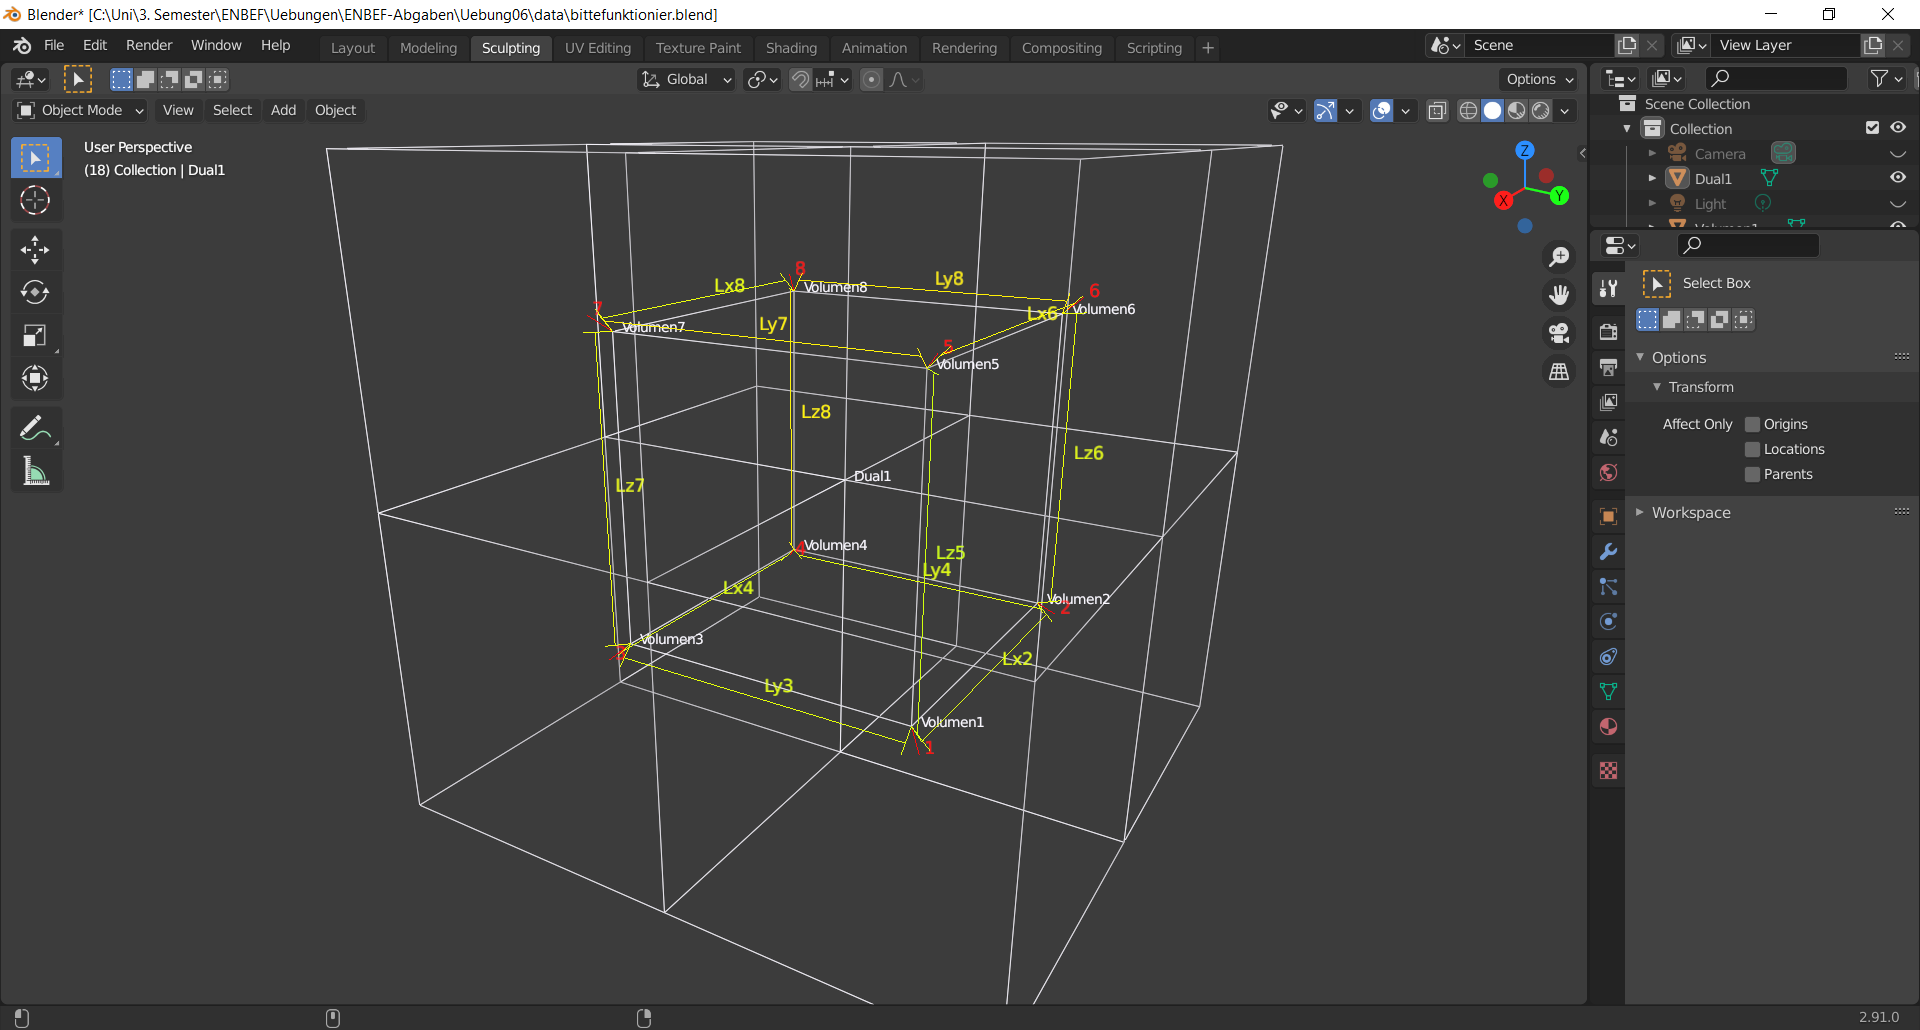 Blender* [C:\Uni\3. Semester\ENBEF\Uebungen\ENBEF-Abgaben\Uebung06\data\bittefunktionier.blend]
File Edit Render Window Help Layout Modeling Sculpting UV Editing Texture Paint Shading Animation Rendering Compositing Scripting + Scene View Layer
Global Options
Object Mode View Select Add Object
User Perspective
(18) Collection | Dual1
Z
Y
X
Scene Collection
Collection
Camera
Dual1
Light
Volumen1
Select Box
Options
Transform
Affect Only Origins
Locations
Parents
Workspace
8
Lx8
Volumen8
Ly8
6
7
Volumen7
Ly7
Lx6
Volumen6
5
Volumen5
Lz8
Lz6
Dual1
Lz7
4
Volumen4
Lz5
Ly4
Lx4
Volumen2
2
3
Volumen3
Lx2
Ly3
Volumen1
1
2.91.0